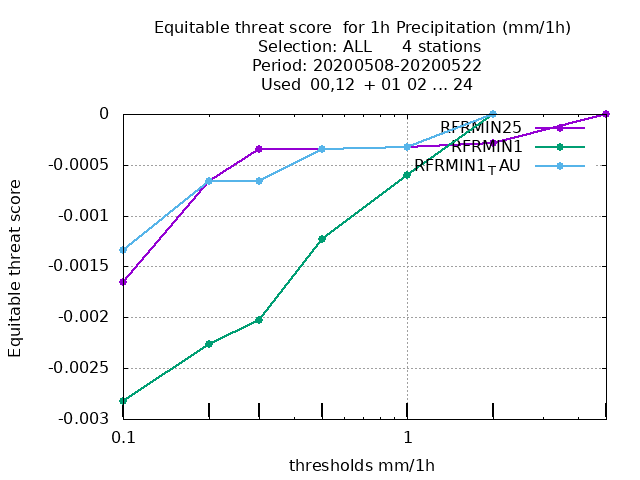 Equitable threat score  for 1h Precipitation (mm/1h)
Selection: ALL      4 stations
Period: 20200508-20200522
Used  00,12  + 01 02 ... 24
0
-0.0005
-0.001
-0.0015
-0.002
-0.0025
-0.003
0.1
1
Equitable threat score
thresholds mm/1h
RFRMIN25
RFRMIN1
RFRMIN1TAU